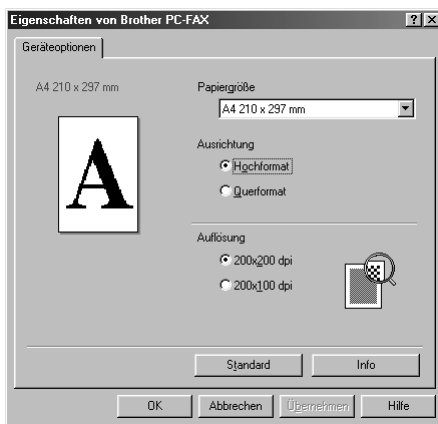 Eigenschaften von Brother PC-FAX
Geräteoptionen
A4 210 x 297 mm
A
Papiergröße
A4 210 x 297 mm
Ausrichtung
Hochformat
Querformat
Auflösung
200x200 dpi
200x100 dpi
Standard
Info
OK
Abbrechen
Übernehmen
Hilfe